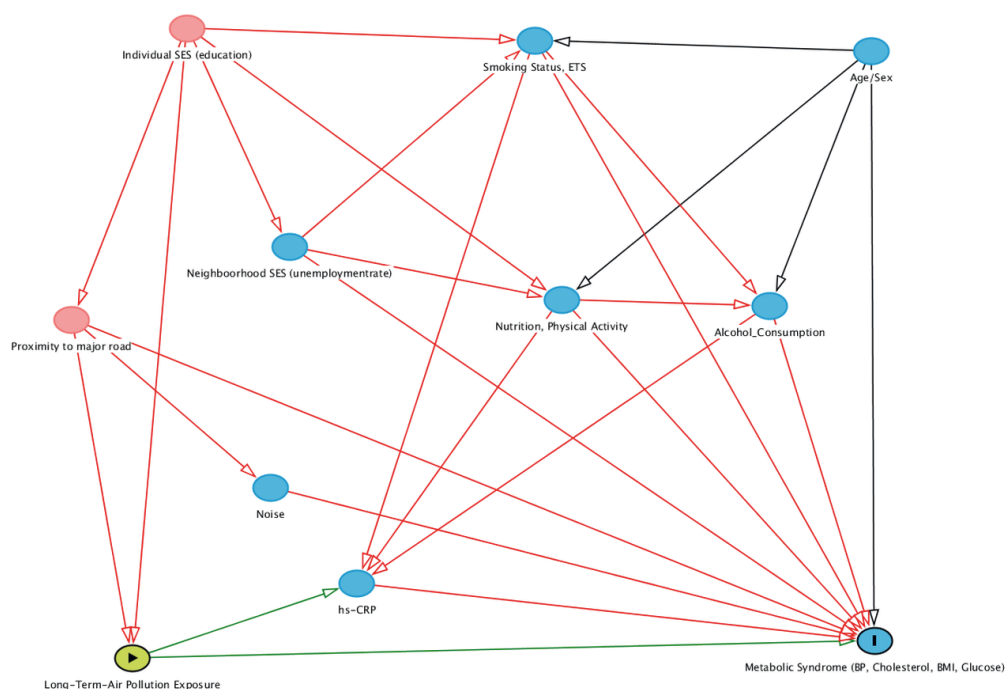 Individual SES (education)
Smoking Status, ETS
Age/Sex
Neighboorhood SES (unemploymentrate)
Nutrition, Physical Activity
Alcohol_Consumption
Proximity to major road
Noise
hs-CRP
Metabolic Syndrome (BP, Cholesterol, BMI, Glucose)
Long-Term-Air Pollution Exposure